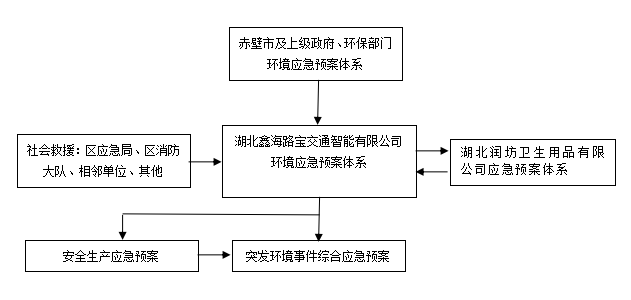 赤壁市及上级政府、环保部门
环境应急预案体系
社会救援：区应急局、区消防
大队、相邻单位、其他
湖北鑫海路宝交通智能有限公司
环境应急预案体系
湖北润坊卫生用品有限
公司应急预案体系
安全生产应急预案
突发环境事件综合应急预案